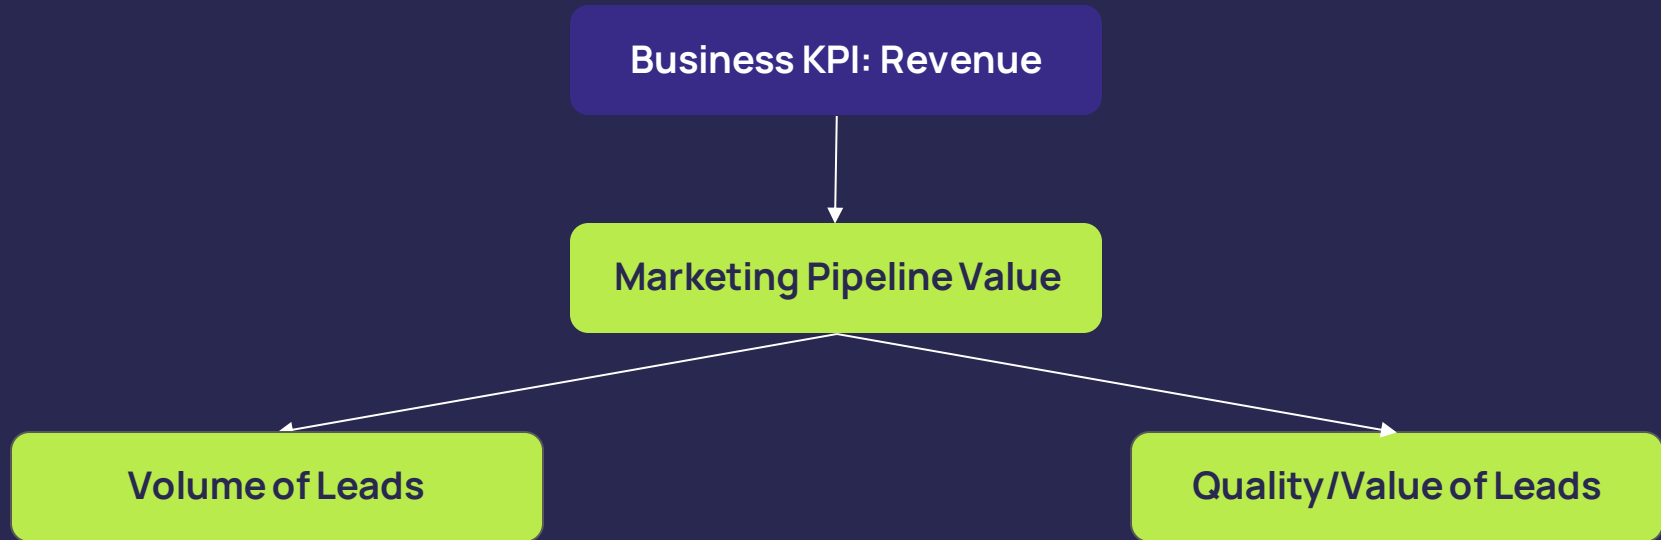 Business KPI: Revenue
Marketing Pipeline Value
Volume of Leads
Quality/Value of Leads